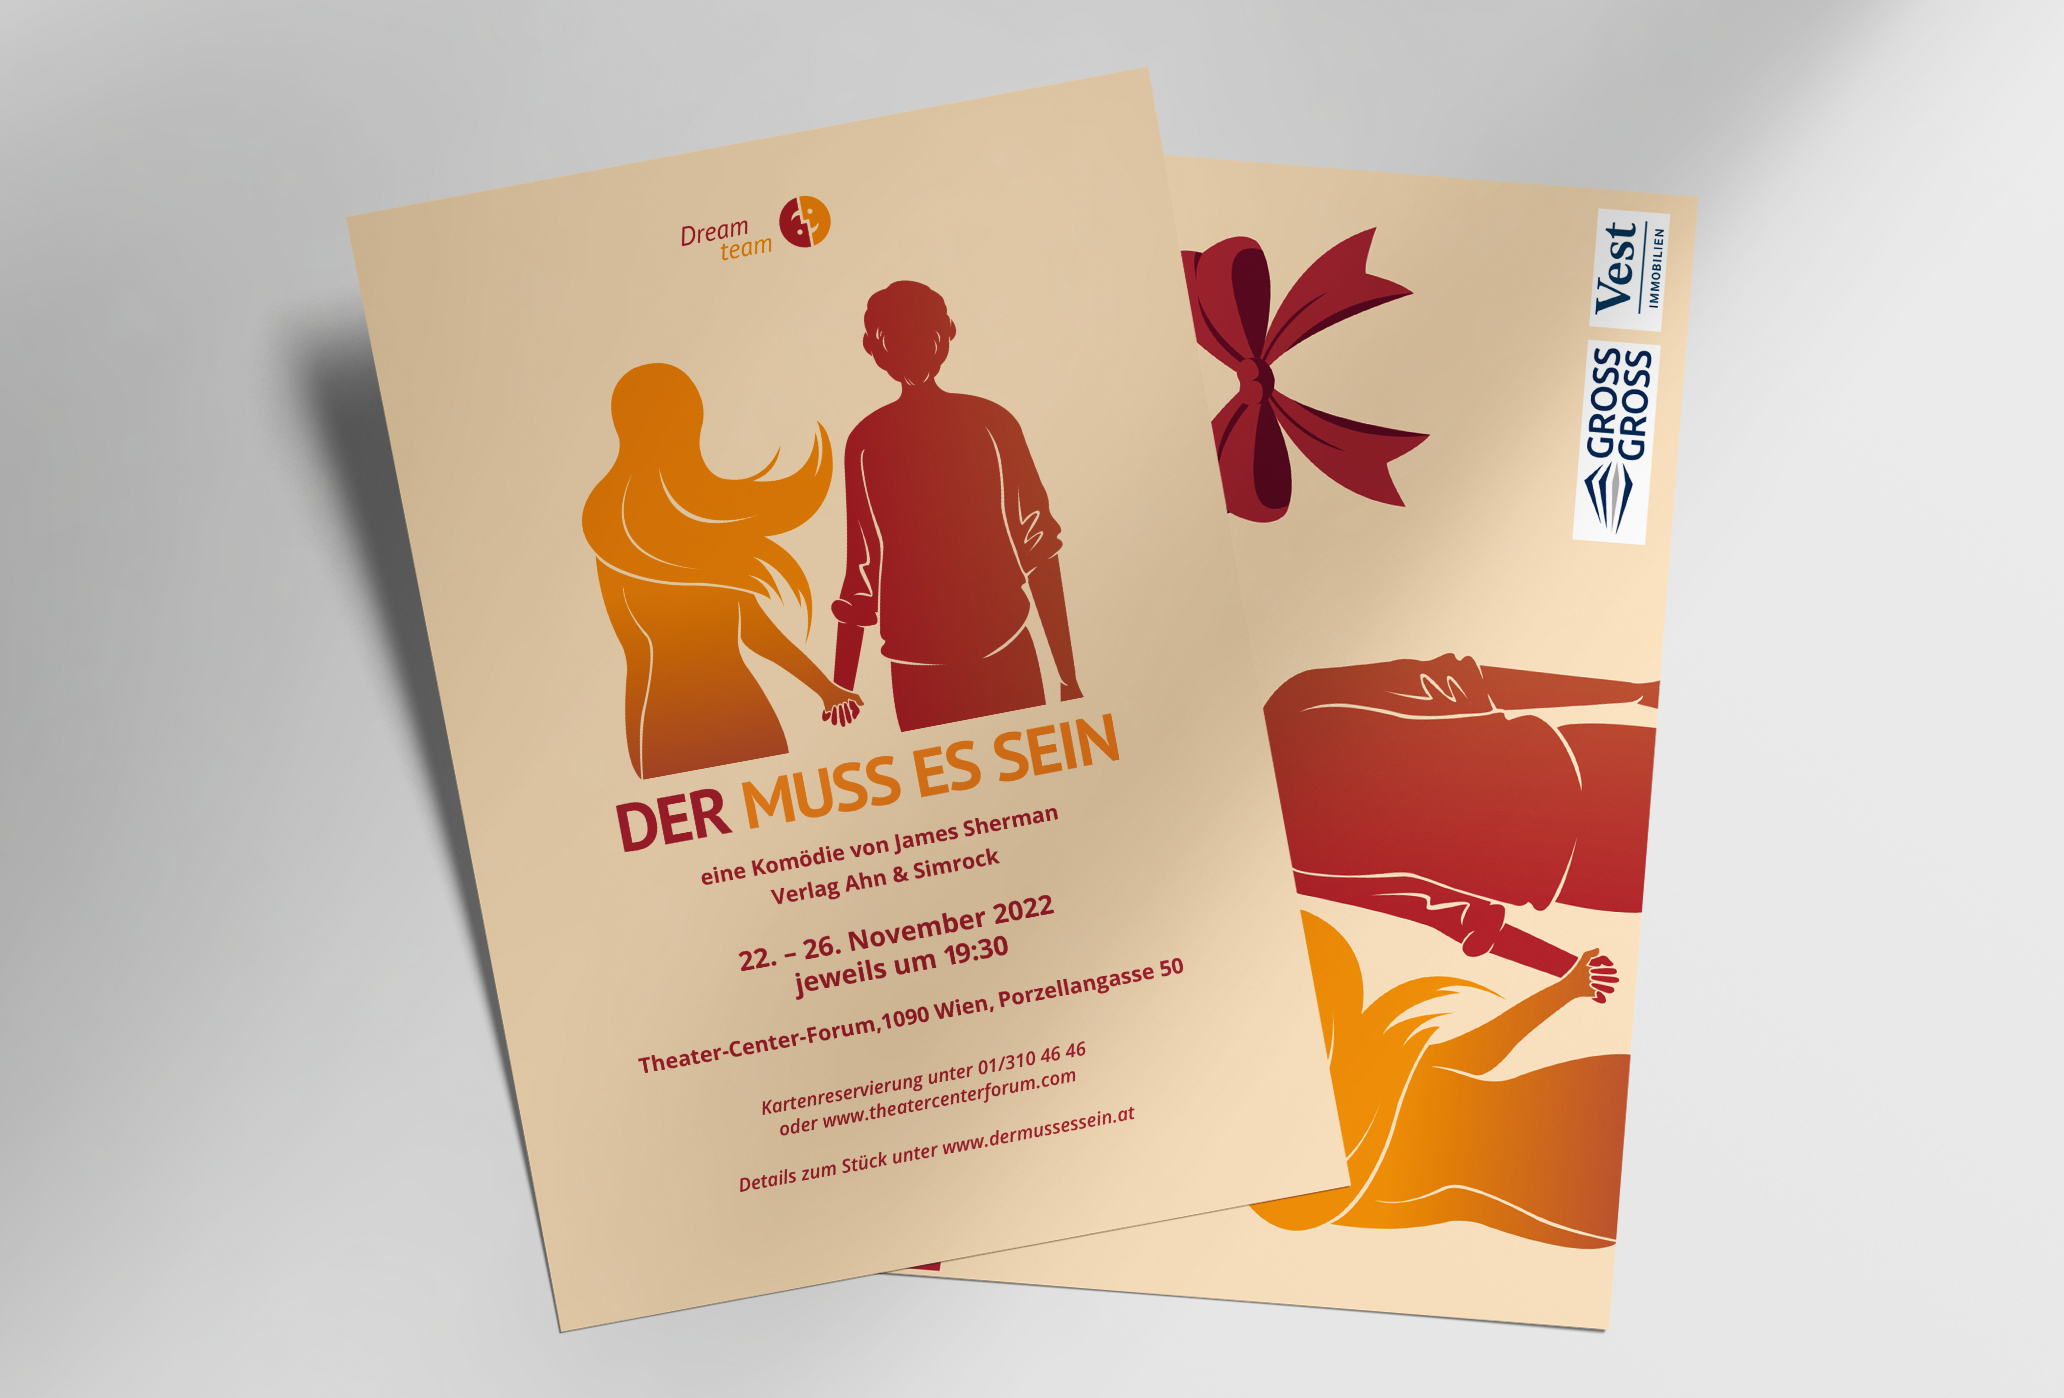 Dream
team
DER MUSS ES SEIN
eine Komödie von James Sherman
Verlag Ahn & Simrock
22. – 26. November 2022
jeweils um 19:30
Theater-Center-Forum,1090 Wien, Porzellangasse 50
Kartenreservierung unter 01/310 46 46
oder www.theatercenterforum.com
Details zum Stück unter www.dermussessein.at
Vest
IMMOBILIEN
GROSS
GROSS